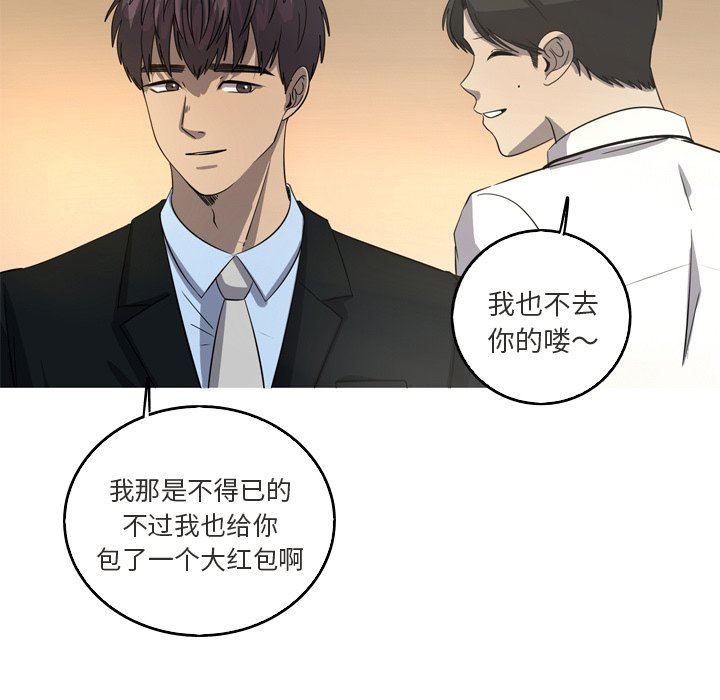 我也不去
你的喽～
我那是不得已的
不过我也给你
包了一个大红包啊